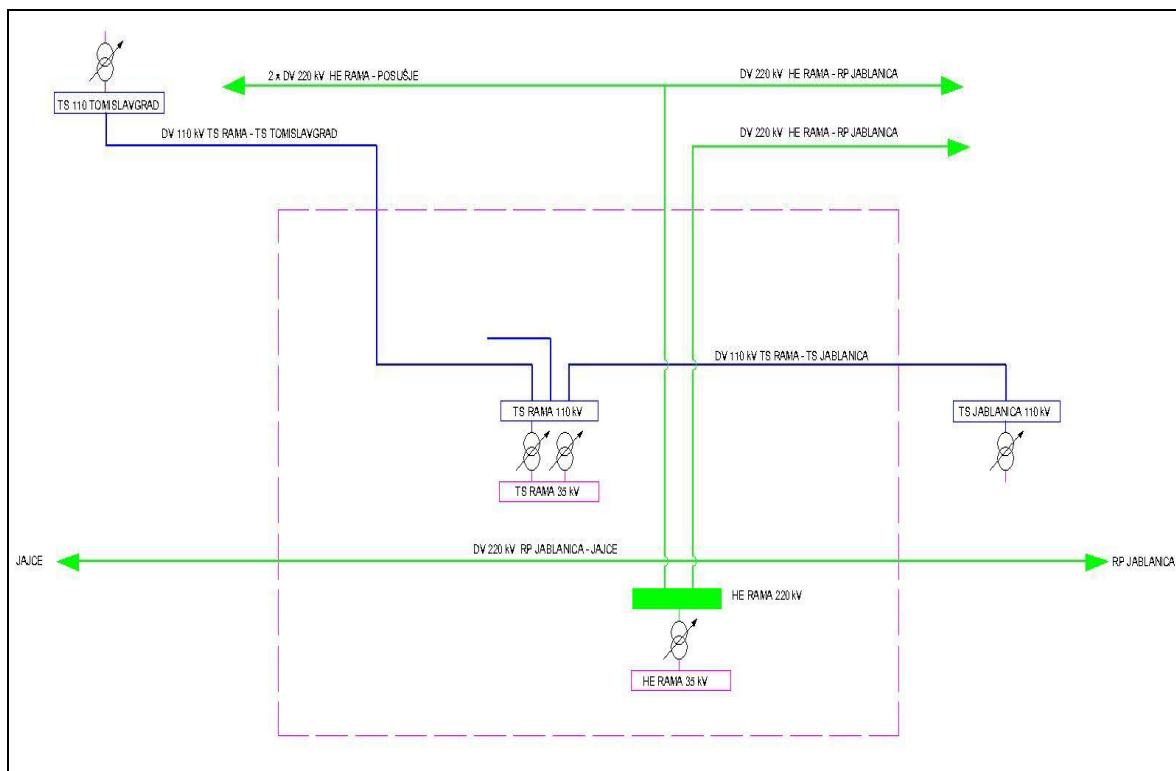 2 x DV 220 kV HE RAMA - POSUŠJE
DV 220 kV HE RAMA - RP JABLANICA
TS 110 TOMISLAVGRAD
DV 110 kV TS RAMA - TS TOMISLAVGRAD
DV 220 kV HE RAMA - RP JABLANICA
DV 110 kV TS RAMA - TS JABLANICA
TS RAMA 110 kV
TS JABLANICA 110 kV
TS RAMA 35 kV
DV 220 kV RP JABLANICA - JAJCE
JAJCE
RP JABLANICA
HE RAMA 220 kV
HE RAMA 35 kV